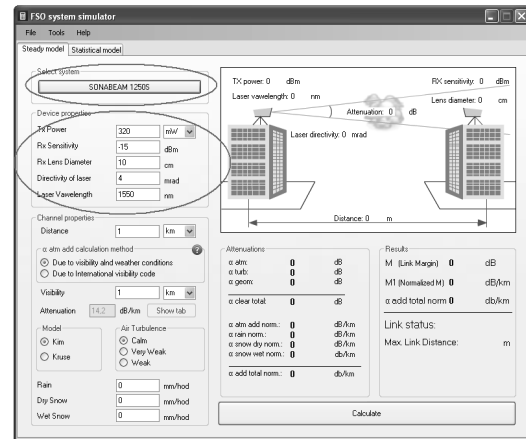 FSO system simulator
File Tools Help
Steady model Statistical model
Select system
SONABEAM 1250S
Device properties
Tx Power 320 mW
Rx Sensitivity -15 dBm
Rx Lens Diameter 10 cm
Directivity of laser 4 mrad
Laser Vawelength 1550 nm
TX power: 0 dBm
RX sensitivity: 0 dBm
Laser vawelength: 0 nm
Lens diameter: 0 cm
Attenuation: 0 dB
Laser directivity: 0 mrad
Distance: 0 m
Channel properties
Distance 1 km
α atm add calculation method
Due to visibility alnd weather conditions
Due to International visibility code
Visibility 1 km
Attenuation 14,2 dB/km Show tab
Model
Kim
Kruse
Air Turbulence
Calm
Very Weak
Weak
Rain 0 mm/hod
Dry Snow 0 mm/hod
Wet Snow 0 mm/hod
Attenuations
α atm: 0 dB
α turb: 0 dB
α geom: 0 dB
α clear total: 0 dB
α atm add norm.: 0 dB/km
α rain norm.: 0 dB/km
α snow dry norm.: 0 dB/km
α snow wet norm.: 0 dB/km
α add total norm.: 0 db/km
Results
M (Link Margin) 0 dB
M1 (Normalized M) 0 dB/km
α add total norm 0 db/km
Link status:
Max. Link Distance: m
Calculate